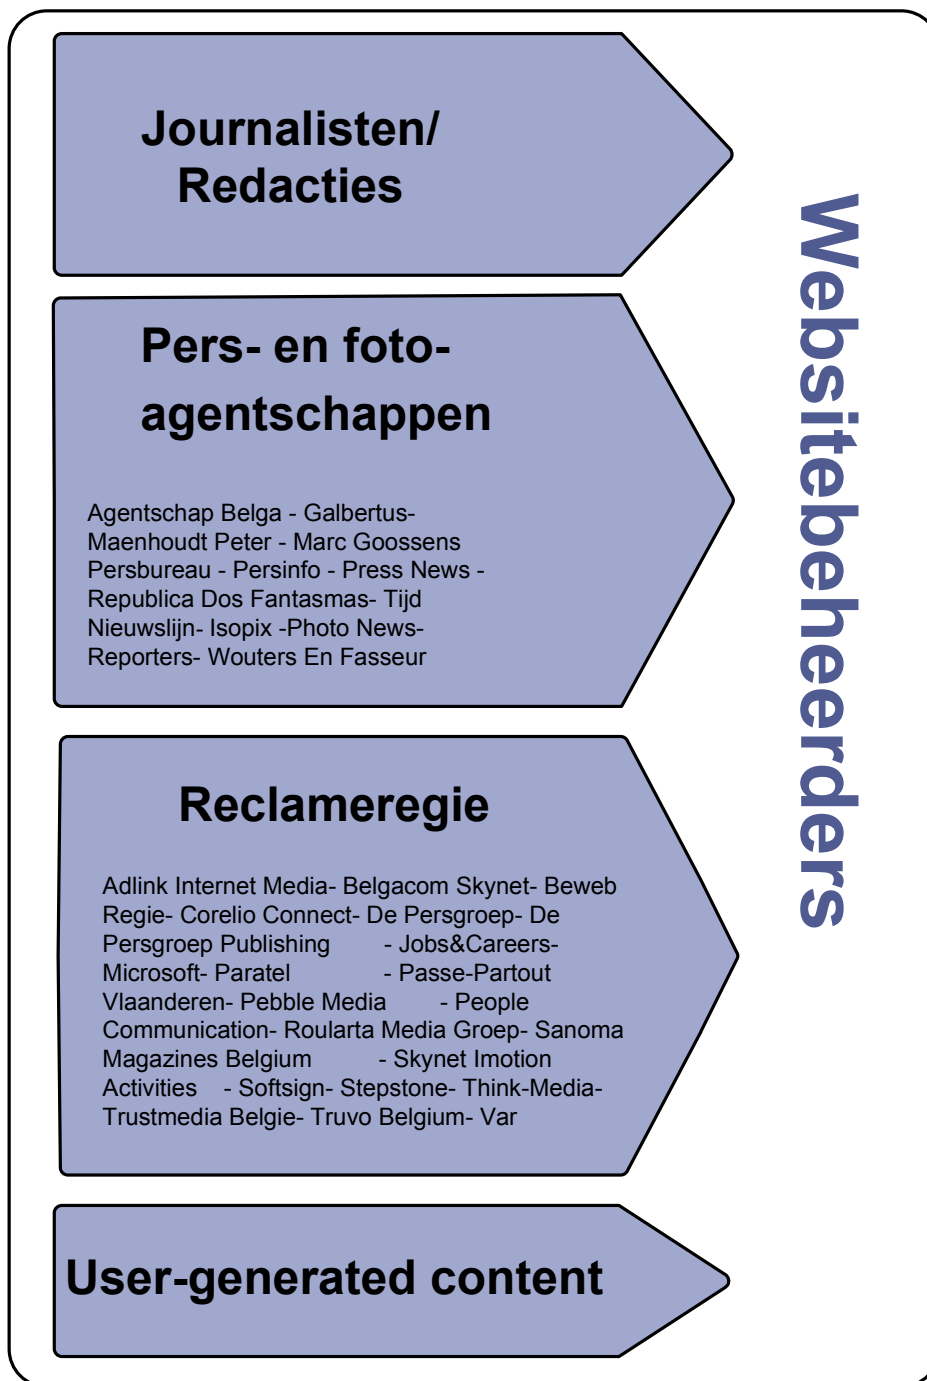 Journalisten/
Redacties
Pers- en foto-
agentschappen
Agentschap Belga - Galbertus-
Maenhoudt Peter - Marc Goossens
Persbureau - Persinfo - Press News -
Republica Dos Fantasmas- Tijd
Nieuwslijn- Isopix -Photo News-
Reporters- Wouters En Fasseur
Reclameregie
Adlink Internet Media- Belgacom Skynet- Beweb
Regie- Corelio Connect- De Persgroep- De
Persgroep Publishing - Jobs&Careers-
Microsoft- Paratel - Passe-Partout
Vlaanderen- Pebble Media - People
Communication- Roularta Media Groep- Sanoma
Magazines Belgium - Skynet Imotion
Activities - Softsign- Stepstone- Think-Media-
Trustmedia Belgie- Truvo Belgium- Var
User-generated content
Websitebeheerders